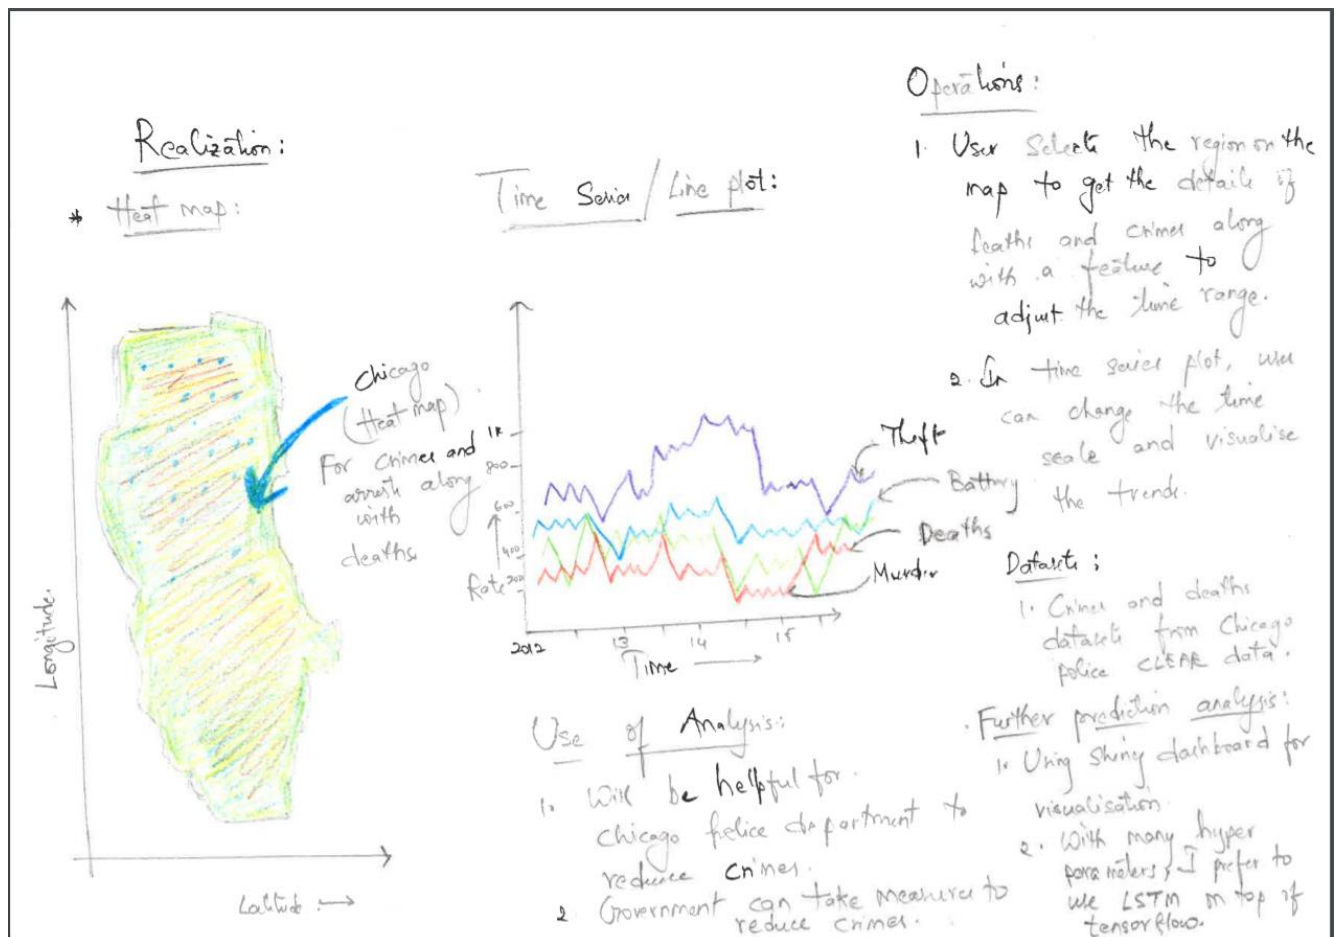 Realization:
* Heat map:
Longitude.
Latitude →
Chicago
(Heat map)
For crimes and
arrests along
with
deaths
Time Series / Line plot:
1k
800
600
400
200
Rate
2012
13
14
15
Time →
Theft
Battery
Deaths
Murder
Use of Analysis:
1. Will be helpful for
chicago police department to
reduce crimes.
2 Government can take measures to
reduce crimes.
Operations:
1. User Selects the region on the
map to get the details of
deaths and crimes along
with a feature to
adjust the time range.
2. In time series plot, user
can change the time
scale and visualise
the trends.
Datasets:
1. Crimes and deaths
datasets from Chicago
police CLEAR data.
Further prediction analysis:
1. Using Shiny dashboard for
visualisation.
2. With many hyper
parameters, I prefer to
use LSTM on top of
tensorflow.